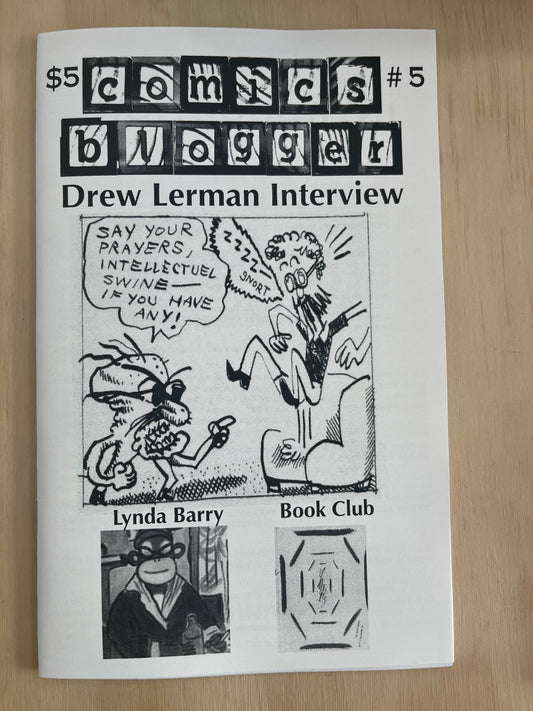 $5 comics #5
blogger
Drew Lerman Interview
SAY YOUR
PRAYERS,
INTELLECTUEL
SWINE—
IF YOU HAVE
ANY!
ZZZZ—
SNORT
Lynda Barry
Book Club